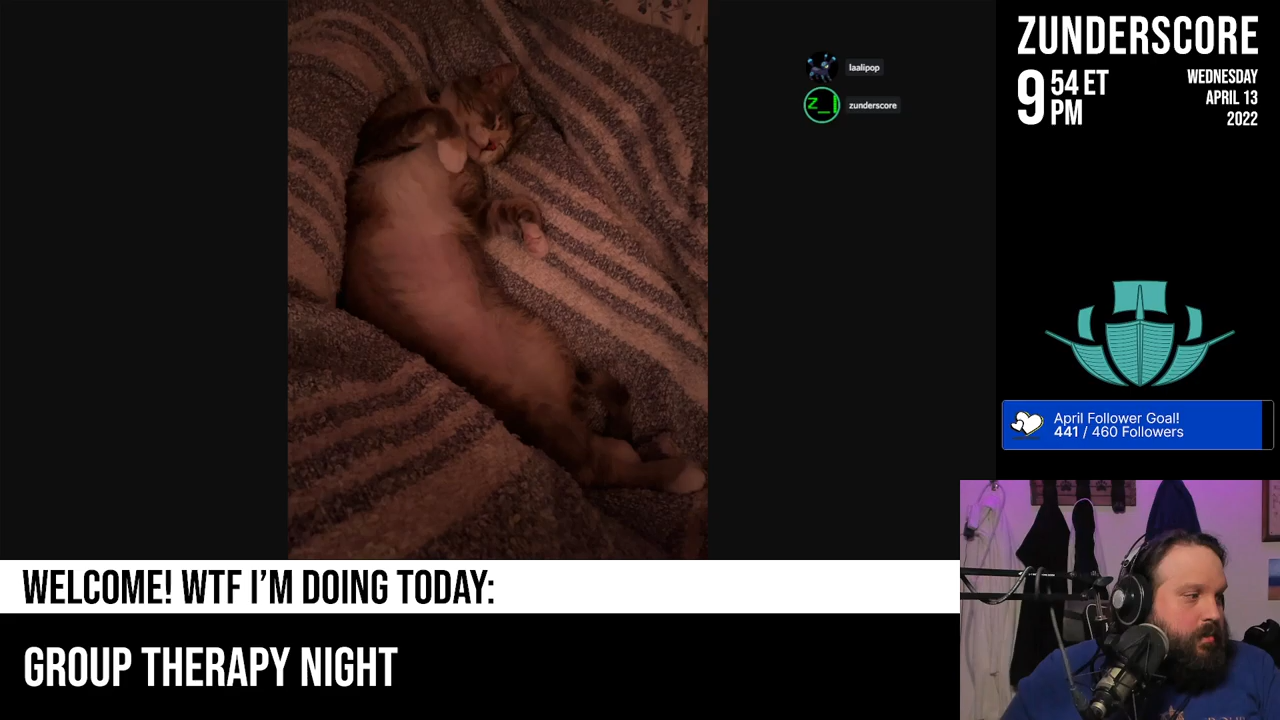 laalipop
z_
zunderscore
ZUNDERSCORE
9 54 ET
PM
WEDNESDAY
APRIL 13
2022
April Follower Goal!
441 / 460 Followers
WELCOME! WTF I'M DOING TODAY:
GROUP THERAPY NIGHT